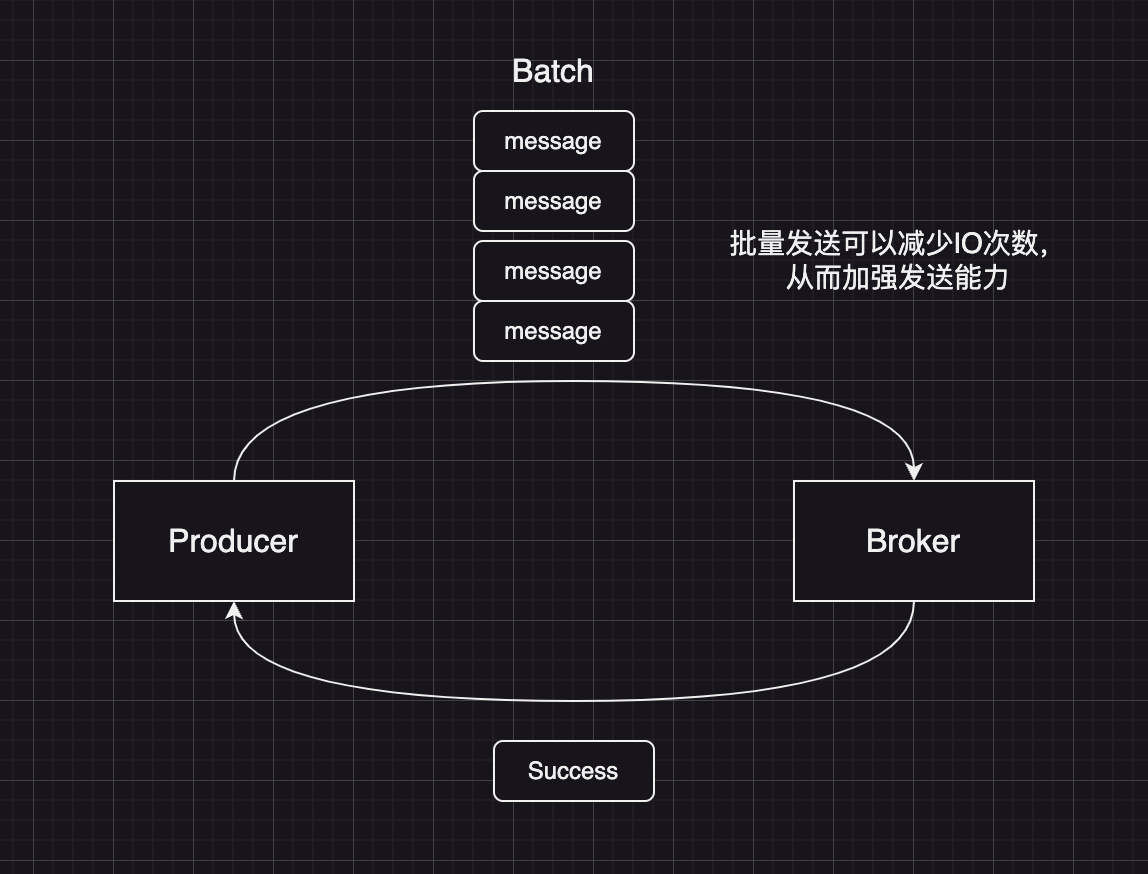 Batch
message
message
message
message
批量发送可以减少IO次数，
从而加强发送能力
Producer
Broker
Success